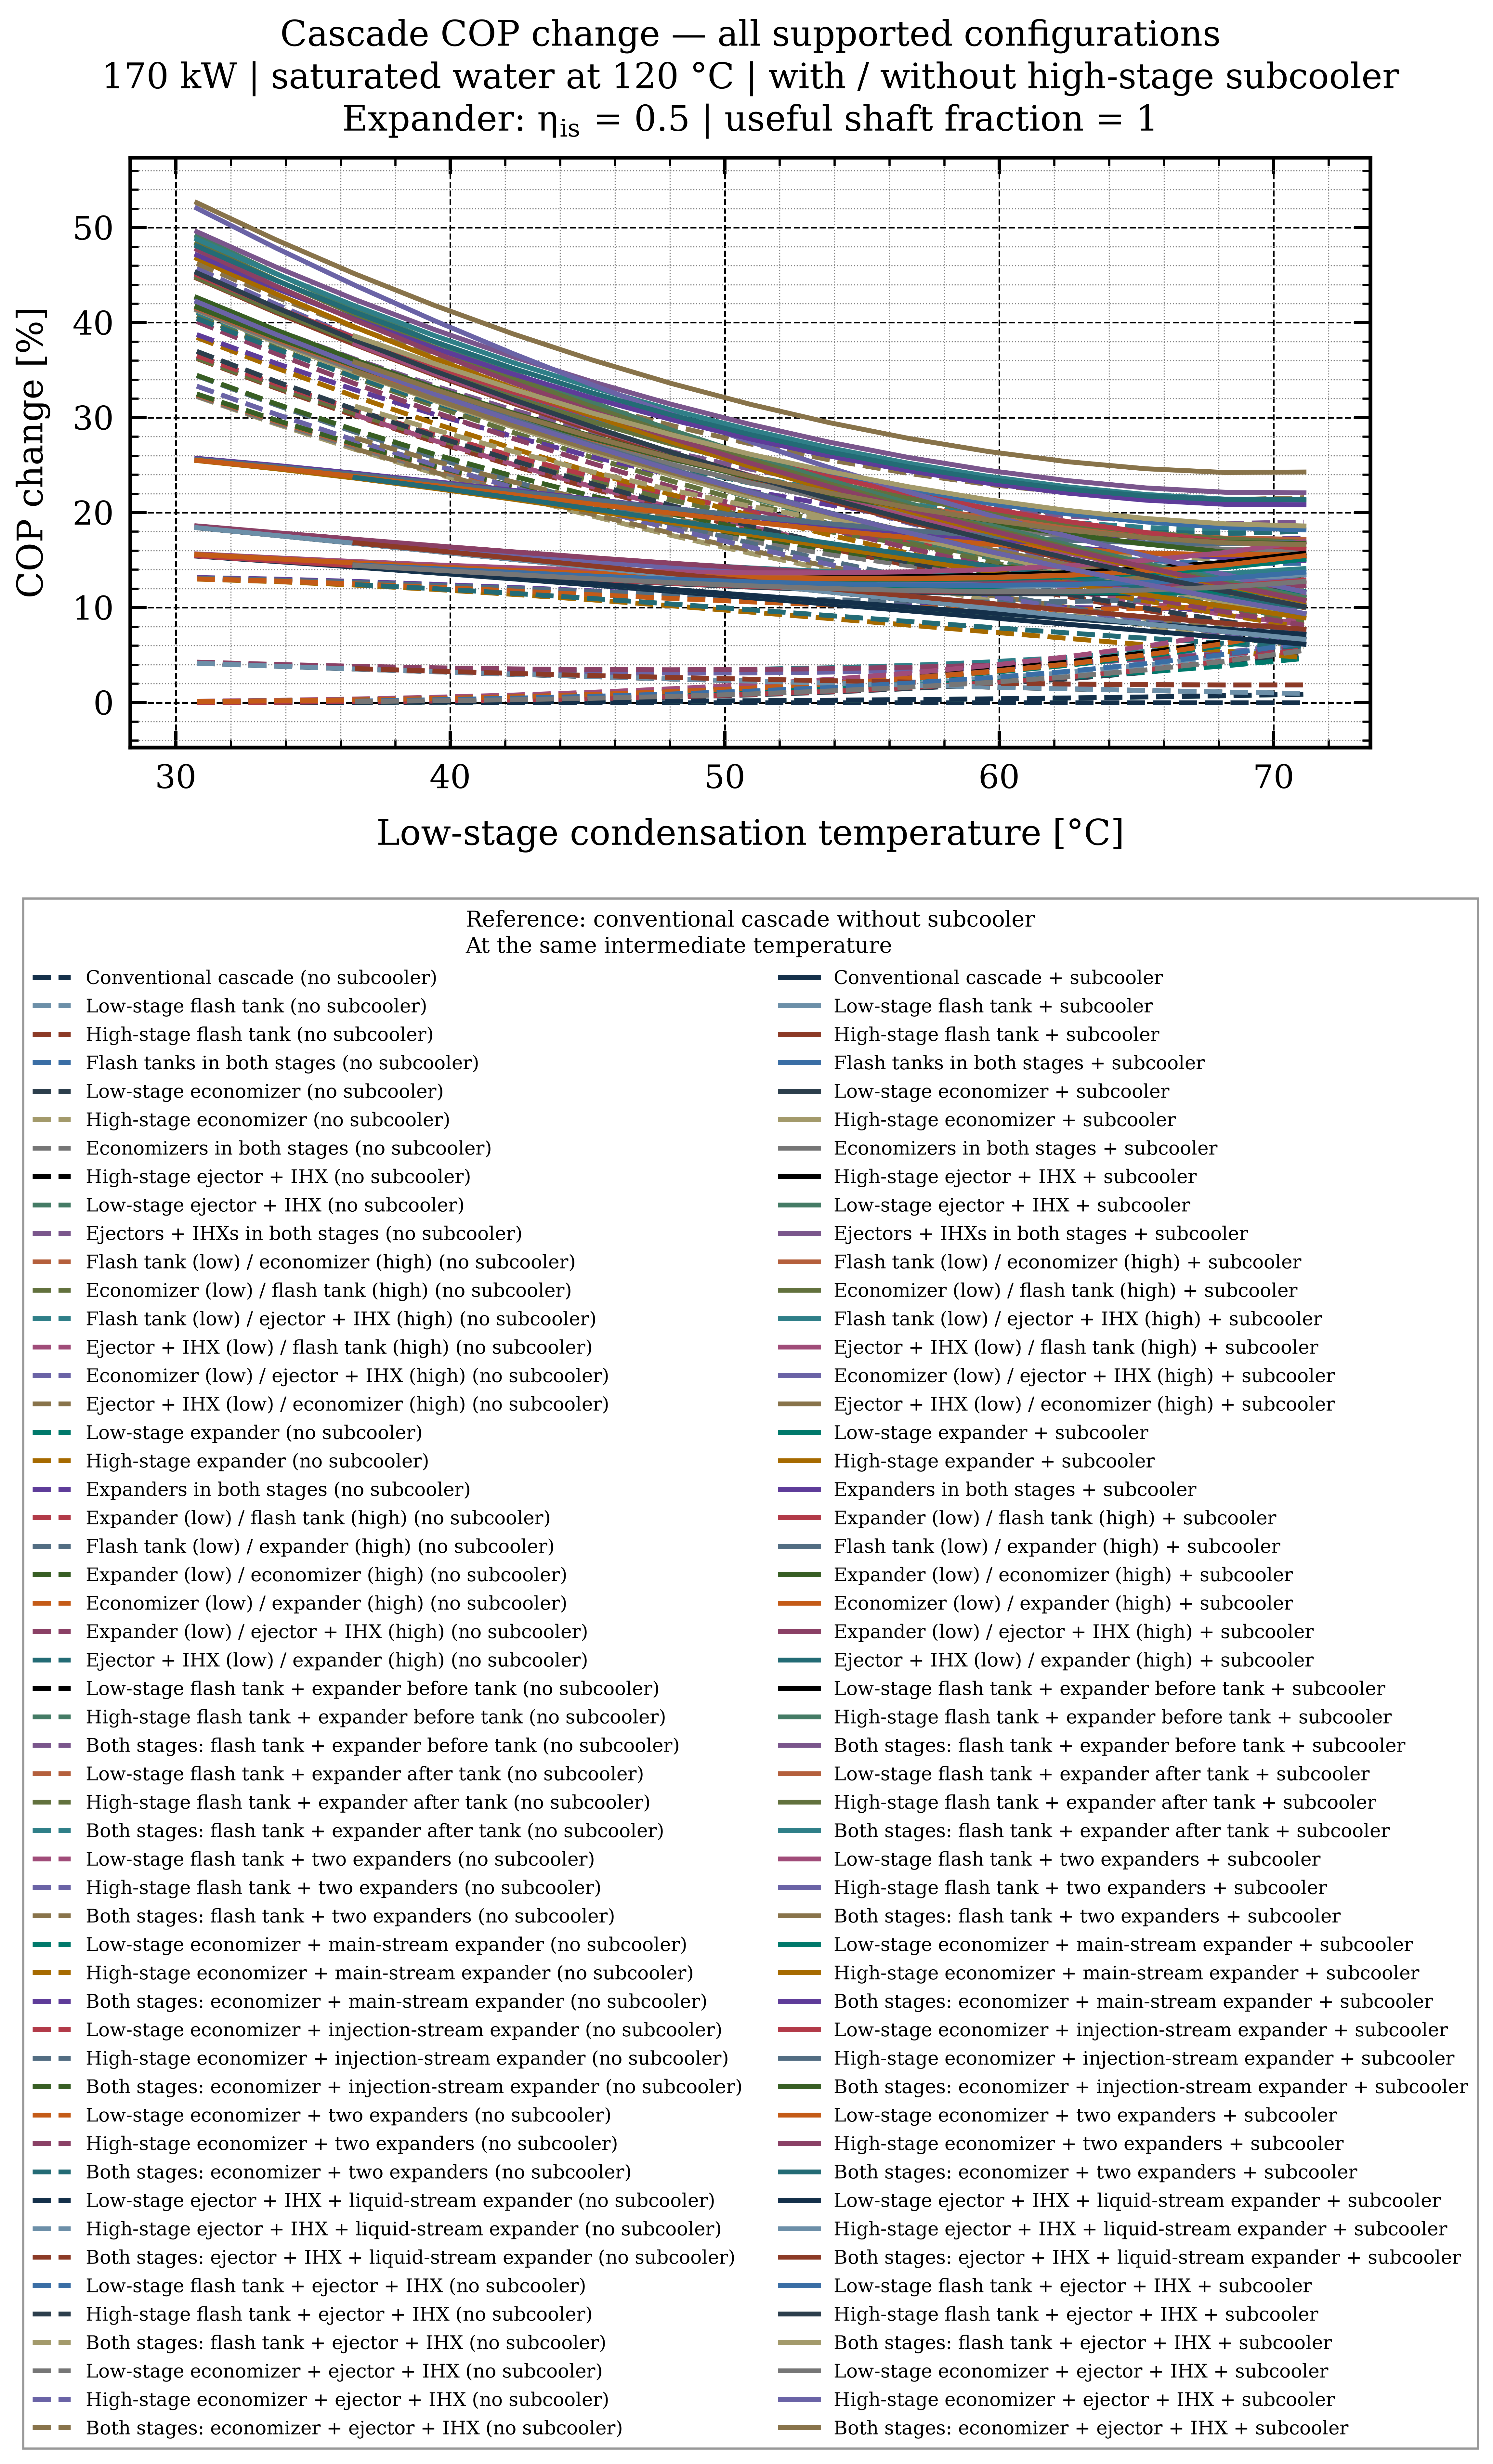 Cascade COP change — all supported configurations
170 kW | saturated water at 120 °C | with / without high-stage subcooler
Expander: ηis = 0.5 | useful shaft fraction = 1
COP change [%]
50
40
30
20
10
0
30 40 50 60 70
Low-stage condensation temperature [°C]
Reference: conventional cascade without subcooler
At the same intermediate temperature
Conventional cascade (no subcooler)
Low-stage flash tank (no subcooler)
High-stage flash tank (no subcooler)
Flash tanks in both stages (no subcooler)
Low-stage economizer (no subcooler)
High-stage economizer (no subcooler)
Economizers in both stages (no subcooler)
High-stage ejector + IHX (no subcooler)
Low-stage ejector + IHX (no subcooler)
Ejectors + IHXs in both stages (no subcooler)
Flash tank (low) / economizer (high) (no subcooler)
Economizer (low) / flash tank (high) (no subcooler)
Flash tank (low) / ejector + IHX (high) (no subcooler)
Ejector + IHX (low) / flash tank (high) (no subcooler)
Economizer (low) / ejector + IHX (high) (no subcooler)
Ejector + IHX (low) / economizer (high) (no subcooler)
Low-stage expander (no subcooler)
High-stage expander (no subcooler)
Expanders in both stages (no subcooler)
Expander (low) / flash tank (high) (no subcooler)
Flash tank (low) / expander (high) (no subcooler)
Expander (low) / economizer (high) (no subcooler)
Economizer (low) / expander (high) (no subcooler)
Expander (low) / ejector + IHX (high) (no subcooler)
Ejector + IHX (low) / expander (high) (no subcooler)
Low-stage flash tank + expander before tank (no subcooler)
High-stage flash tank + expander before tank (no subcooler)
Both stages: flash tank + expander before tank (no subcooler)
Low-stage flash tank + expander after tank (no subcooler)
High-stage flash tank + expander after tank (no subcooler)
Both stages: flash tank + expander after tank (no subcooler)
Low-stage flash tank + two expanders (no subcooler)
High-stage flash tank + two expanders (no subcooler)
Both stages: flash tank + two expanders (no subcooler)
Low-stage economizer + main-stream expander (no subcooler)
High-stage economizer + main-stream expander (no subcooler)
Both stages: economizer + main-stream expander (no subcooler)
Low-stage economizer + injection-stream expander (no subcooler)
High-stage economizer + injection-stream expander (no subcooler)
Both stages: economizer + injection-stream expander (no subcooler)
Low-stage economizer + two expanders (no subcooler)
High-stage economizer + two expanders (no subcooler)
Both stages: economizer + two expanders (no subcooler)
Low-stage ejector + IHX + liquid-stream expander (no subcooler)
High-stage ejector + IHX + liquid-stream expander (no subcooler)
Both stages: ejector + IHX + liquid-stream expander (no subcooler)
Low-stage flash tank + ejector + IHX (no subcooler)
High-stage flash tank + ejector + IHX (no subcooler)
Both stages: flash tank + ejector + IHX (no subcooler)
Low-stage economizer + ejector + IHX (no subcooler)
High-stage economizer + ejector + IHX (no subcooler)
Both stages: economizer + ejector + IHX (no subcooler)
Conventional cascade + subcooler
Low-stage flash tank + subcooler
High-stage flash tank + subcooler
Flash tanks in both stages + subcooler
Low-stage economizer + subcooler
High-stage economizer + subcooler
Economizers in both stages + subcooler
High-stage ejector + IHX + subcooler
Low-stage ejector + IHX + subcooler
Ejectors + IHXs in both stages + subcooler
Flash tank (low) / economizer (high) + subcooler
Economizer (low) / flash tank (high) + subcooler
Flash tank (low) / ejector + IHX (high) + subcooler
Ejector + IHX (low) / flash tank (high) + subcooler
Economizer (low) / ejector + IHX (high) + subcooler
Ejector + IHX (low) / economizer (high) + subcooler
Low-stage expander + subcooler
High-stage expander + subcooler
Expanders in both stages + subcooler
Expander (low) / flash tank (high) + subcooler
Flash tank (low) / expander (high) + subcooler
Expander (low) / economizer (high) + subcooler
Economizer (low) / expander (high) + subcooler
Expander (low) / ejector + IHX (high) + subcooler
Ejector + IHX (low) / expander (high) + subcooler
Low-stage flash tank + expander before tank + subcooler
High-stage flash tank + expander before tank + subcooler
Both stages: flash tank + expander before tank + subcooler
Low-stage flash tank + expander after tank + subcooler
High-stage flash tank + expander after tank + subcooler
Both stages: flash tank + expander after tank + subcooler
Low-stage flash tank + two expanders + subcooler
High-stage flash tank + two expanders + subcooler
Both stages: flash tank + two expanders + subcooler
Low-stage economizer + main-stream expander + subcooler
High-stage economizer + main-stream expander + subcooler
Both stages: economizer + main-stream expander + subcooler
Low-stage economizer + injection-stream expander + subcooler
High-stage economizer + injection-stream expander + subcooler
Both stages: economizer + injection-stream expander + subcooler
Low-stage economizer + two expanders + subcooler
High-stage economizer + two expanders + subcooler
Both stages: economizer + two expanders + subcooler
Low-stage ejector + IHX + liquid-stream expander + subcooler
High-stage ejector + IHX + liquid-stream expander + subcooler
Both stages: ejector + IHX + liquid-stream expander + subcooler
Low-stage flash tank + ejector + IHX + subcooler
High-stage flash tank + ejector + IHX + subcooler
Both stages: flash tank + ejector + IHX + subcooler
Low-stage economizer + ejector + IHX + subcooler
High-stage economizer + ejector + IHX + subcooler
Both stages: economizer + ejector + IHX + subcooler